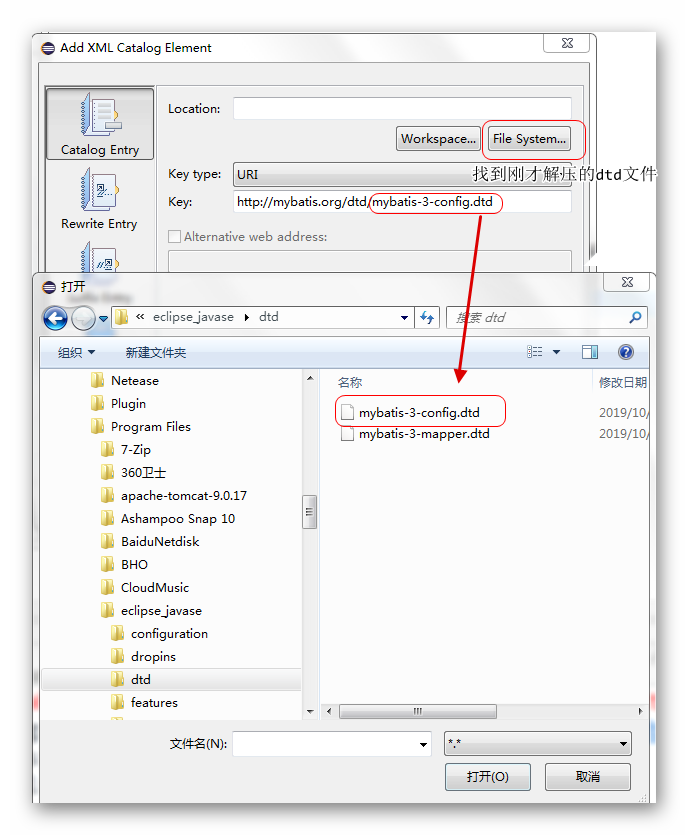 Add XML Catalog Element
Catalog Entry
Rewrite Entry
Location:
Workspace...
File System...
找到刚才解压的dtd文件
Key type:
URI
Key:
http://mybatis.org/dtd/mybatis-3-config.dtd
Alternative web address:
打开
« eclipse_javase
dtd
搜索 dtd
组织
新建文件夹
Netease
Plugin
Program Files
7-Zip
360卫士
apache-tomcat-9.0.17
Ashampoo Snap 10
BaiduNetdisk
BHO
CloudMusic
eclipse_javase
configuration
dropins
dtd
features
名称
修改日期
mybatis-3-config.dtd
2019/10/
mybatis-3-mapper.dtd
2019/10/
文件名(N):
*.*
打开(O)
取消